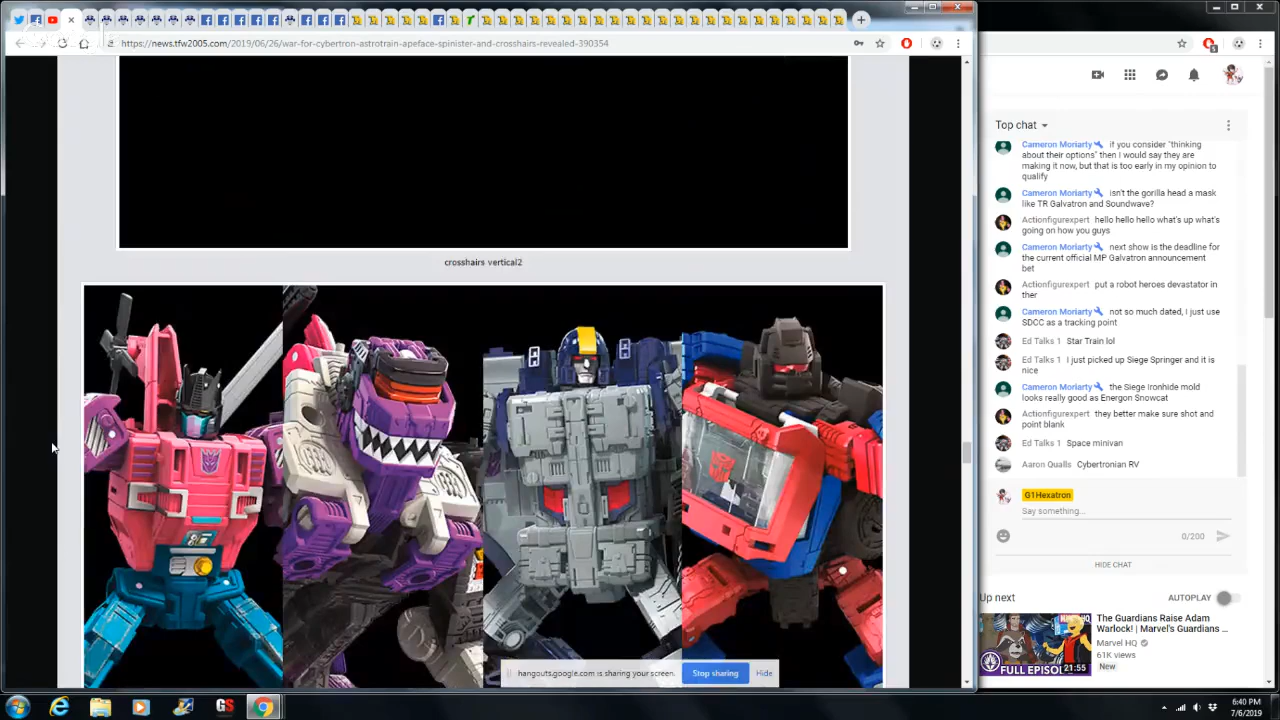 https://news.tfw2005.com/2019/06/26/war-for-cybertron-astrotrain-apeface-spinister-and-crosshairs-revealed-390354
crosshairs vertical2
hangouts.google.com is sharing your screen.
Stop sharing
Hide
Top chat
Cameron Moriarty if you consider "thinking
about their options" then I would say they are
making it now, but that is too early in my opinion to
qualify
Cameron Moriarty isn't the gorilla head a mask
like TR Galvatron and Soundwave?
Actionfigurexpert hello hello hello what's up what's
going on how you guys
Cameron Moriarty next show is the deadline for
the current official MP Galvatron announcement
bet
Actionfigurexpert put a robot heroes devastator in
ther
Cameron Moriarty not so much dated, I just use
SDCC as a tracking point
Ed Talks 1 Star Train lol
Ed Talks 1 I just picked up Siege Springer and it is
nice
Cameron Moriarty the Siege Ironhide mold
looks really good as Energon Snowcat
Actionfigurexpert they better make sure shot and
point blank
Ed Talks 1 Space minivan
Aaron Qualls Cybertronian RV
G1Hexatron
Say something...
0/200
HIDE CHAT
Up next
AUTOPLAY
The Guardians Raise Adam
Warlock! | Marvel's Guardians ...
Marvel HQ
61K views
New
FULL EPISO
21:55
GS
6:40 PM
7/6/2019